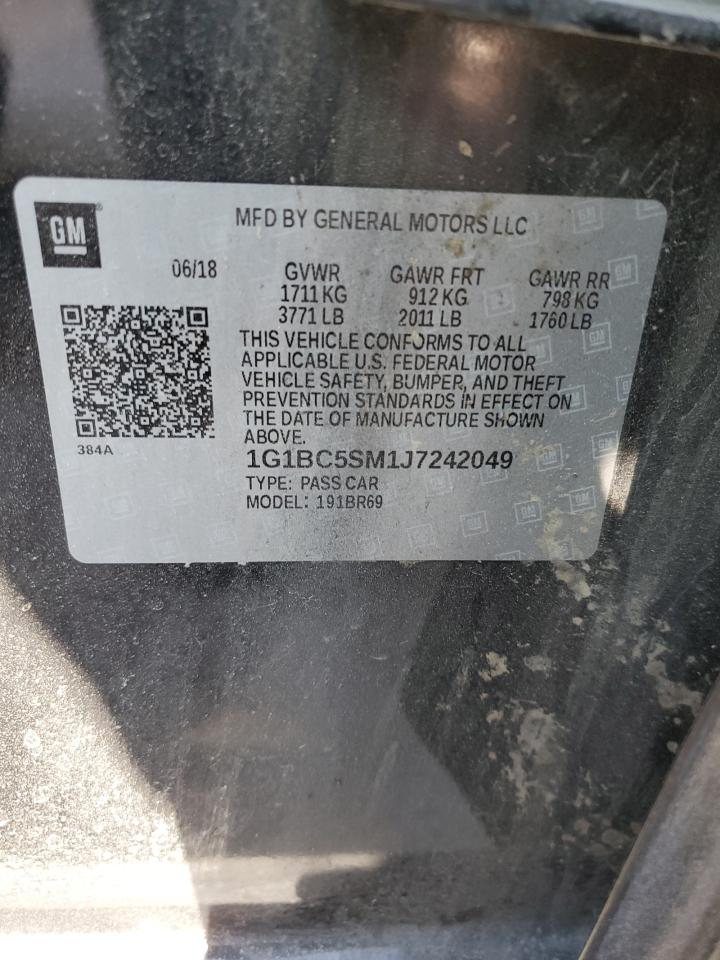 GM
MFD BY GENERAL MOTORS LLC
06/18 GVWR GAWR FRT GAWR RR
1711 KG 912 KG 798 KG
3771 LB 2011 LB 1760 LB
THIS VEHICLE CONFORMS TO ALL
APPLICABLE U.S. FEDERAL MOTOR
VEHICLE SAFETY, BUMPER, AND THEFT
PREVENTION STANDARDS IN EFFECT ON
THE DATE OF MANUFACTURE SHOWN
ABOVE.
384A
1G1BC5SM1J7242049
TYPE: PASS CAR
MODEL: 191BR69